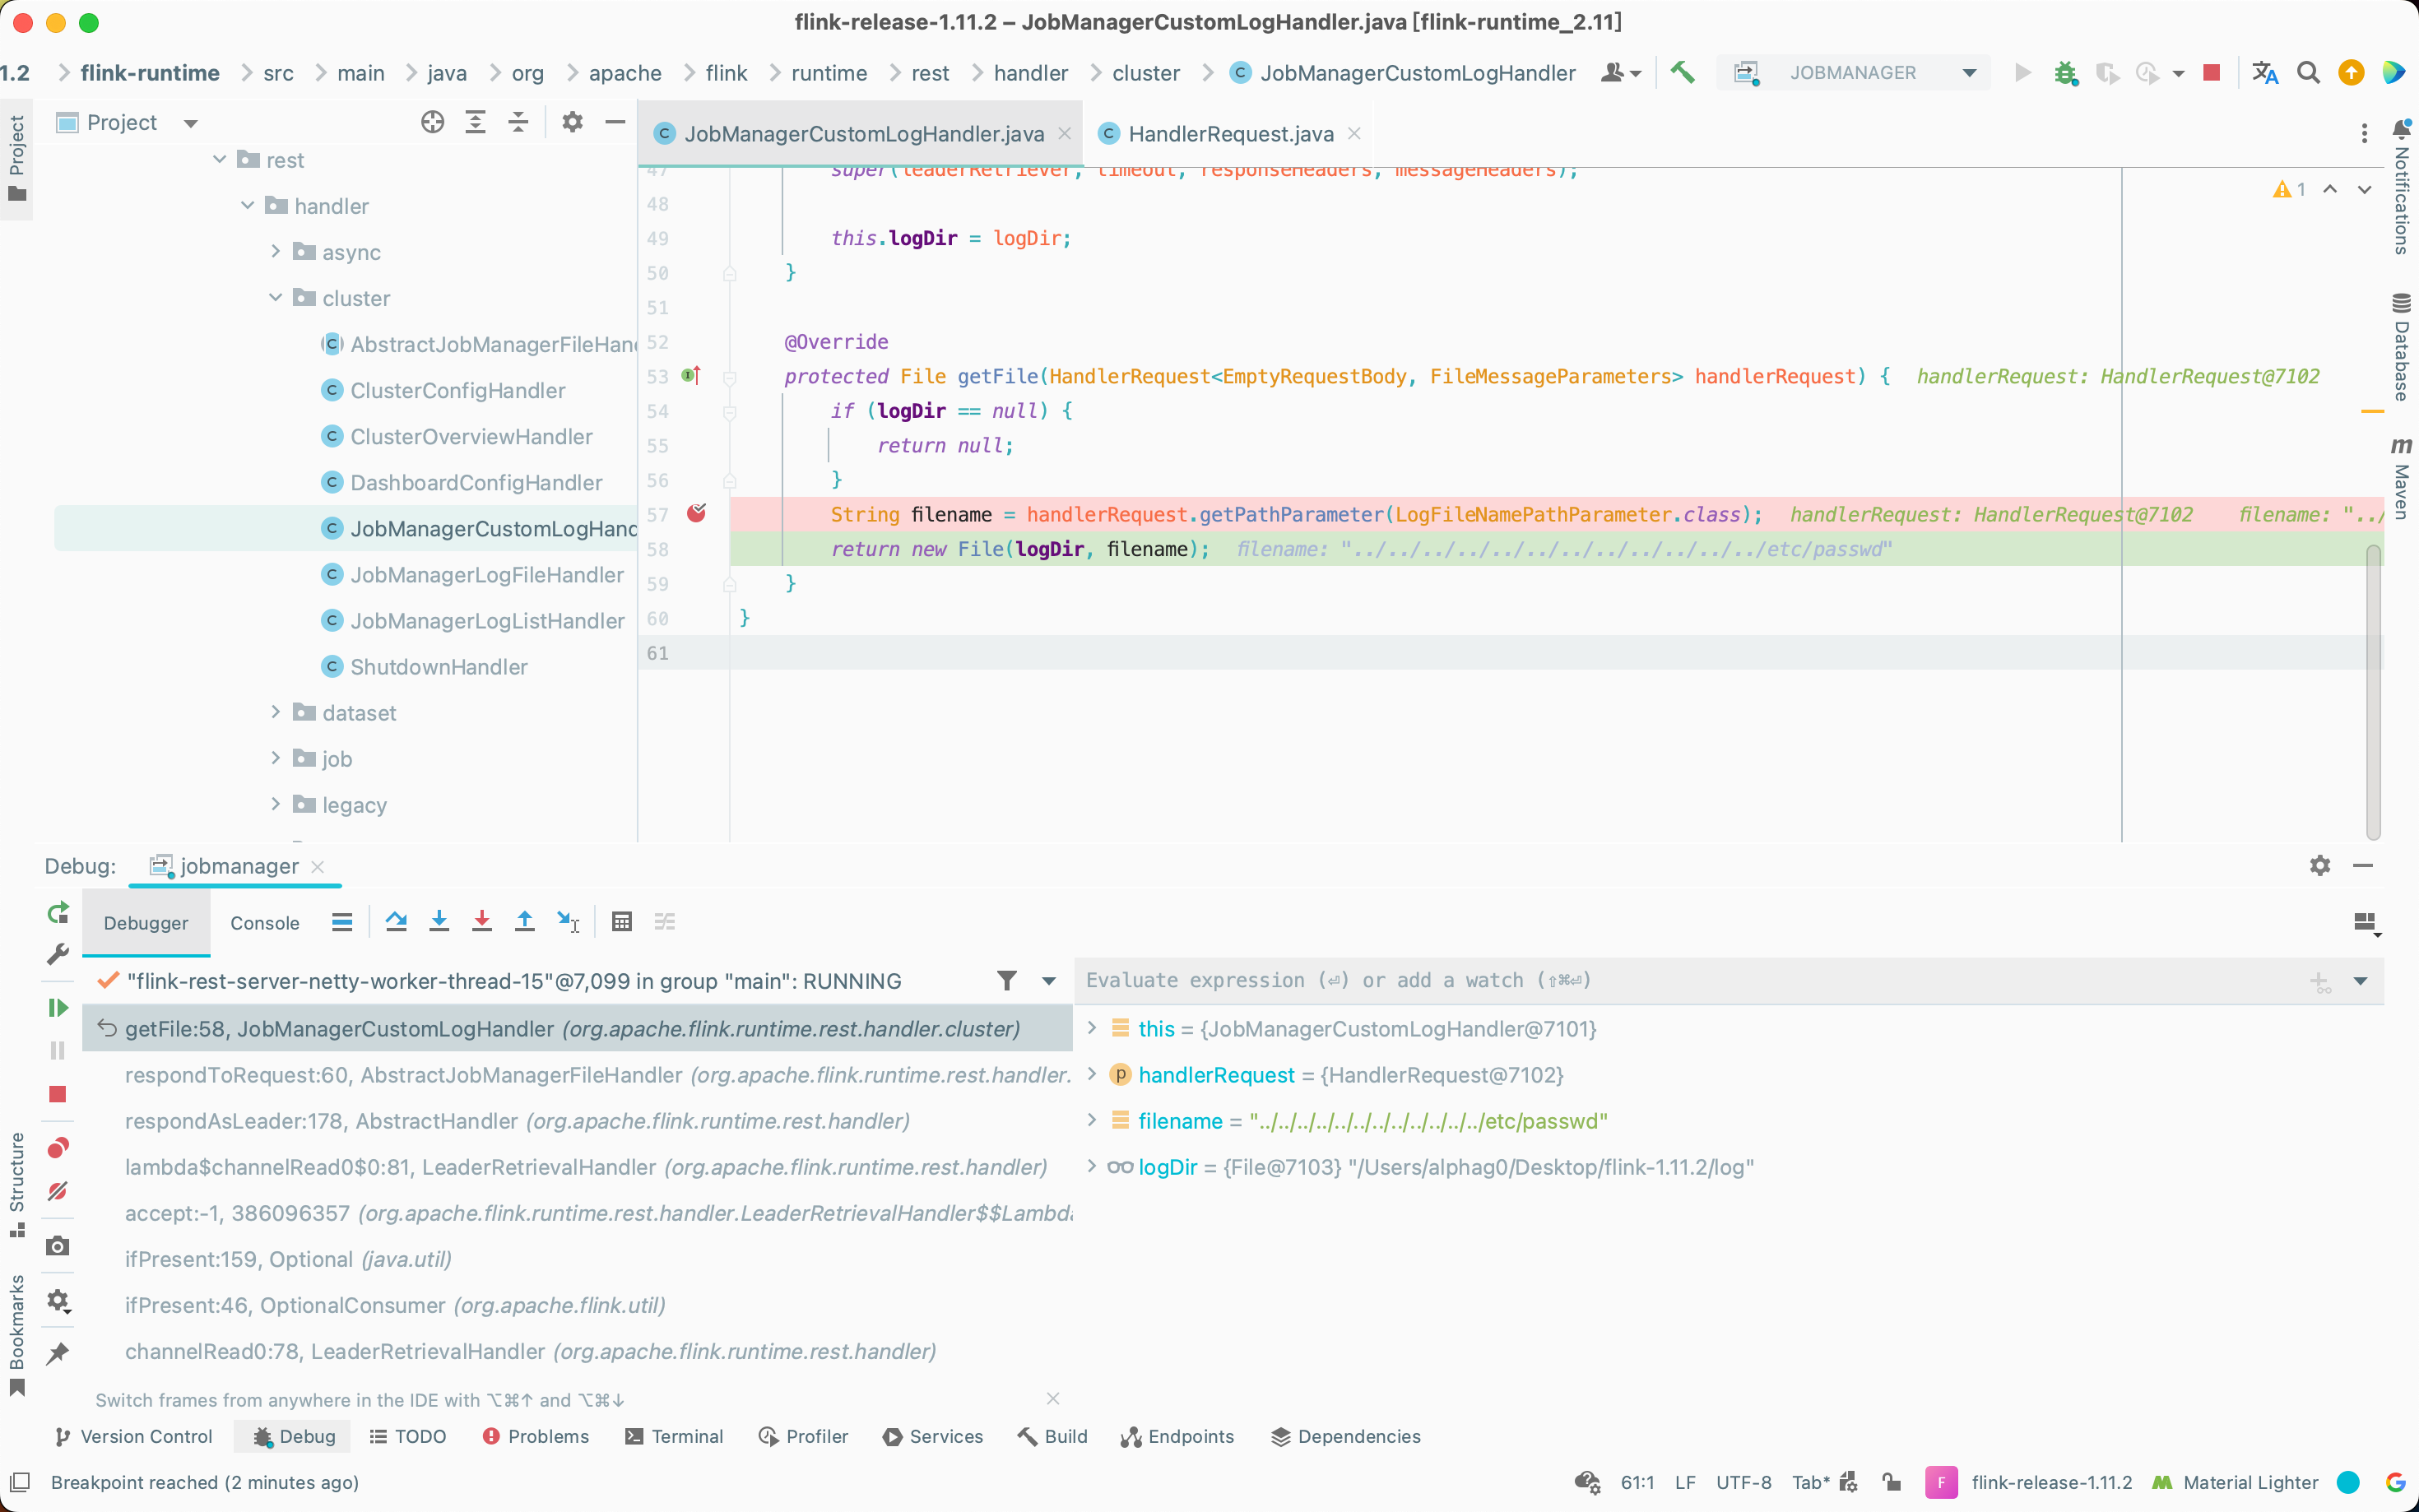 flink-release-1.11.2 – JobManagerCustomLogHandler.java [flink-runtime_2.11]
1.2 flink-runtime src main java org apache flink runtime rest handler cluster JobManagerCustomLogHandler JOBMANAGER
Project
Project
rest
handler
async
cluster
AbstractJobManagerFileHan
ClusterConfigHandler
ClusterOverviewHandler
DashboardConfigHandler
JobManagerCustomLogHand
JobManagerLogFileHandler
JobManagerLogListHandler
ShutdownHandler
dataset
job
legacy
JobManagerCustomLogHandler.java
HandlerRequest.java
1
47 super(leaderRetriever, timeout, responseHeaders, messageHeaders);
48
49 this.logDir = logDir;
50 }
51
52 @Override
53 protected File getFile(HandlerRequest<EmptyRequestBody, FileMessageParameters> handlerRequest) { handlerRequest: HandlerRequest@7102
54 if (logDir == null) {
55 return null;
56 }
57 String filename = handlerRequest.getPathParameter(LogFileNamePathParameter.class); handlerRequest: HandlerRequest@7102 filename: "../
58 return new File(logDir, filename); filename: "../../../../../../../../../../../../etc/passwd"
59 }
60 }
61
Notifications
Database
Maven
Debug: jobmanager
Debugger Console
"flink-rest-server-netty-worker-thread-15"@7,099 in group "main": RUNNING
getFile:58, JobManagerCustomLogHandler (org.apache.flink.runtime.rest.handler.cluster)
respondToRequest:60, AbstractJobManagerFileHandler (org.apache.flink.runtime.rest.handler.
respondAsLeader:178, AbstractHandler (org.apache.flink.runtime.rest.handler)
lambda$channelRead0$0:81, LeaderRetrievalHandler (org.apache.flink.runtime.rest.handler)
accept:-1, 386096357 (org.apache.flink.runtime.rest.handler.LeaderRetrievalHandler$$Lambda
ifPresent:159, Optional (java.util)
ifPresent:46, OptionalConsumer (org.apache.flink.util)
channelRead0:78, LeaderRetrievalHandler (org.apache.flink.runtime.rest.handler)
Switch frames from anywhere in the IDE with ⌥⌘↑ and ⌥⌘↓
Evaluate expression (⏎) or add a watch (⇧⌘⏎)
this = {JobManagerCustomLogHandler@7101}
handlerRequest = {HandlerRequest@7102}
filename = "../../../../../../../../../../../../etc/passwd"
logDir = {File@7103} "/Users/alphag0/Desktop/flink-1.11.2/log"
Structure
Bookmarks
Version Control Debug TODO Problems Terminal Profiler Services Build Endpoints Dependencies
Breakpoint reached (2 minutes ago)
61:1 LF UTF-8 Tab* F flink-release-1.11.2 Material Lighter